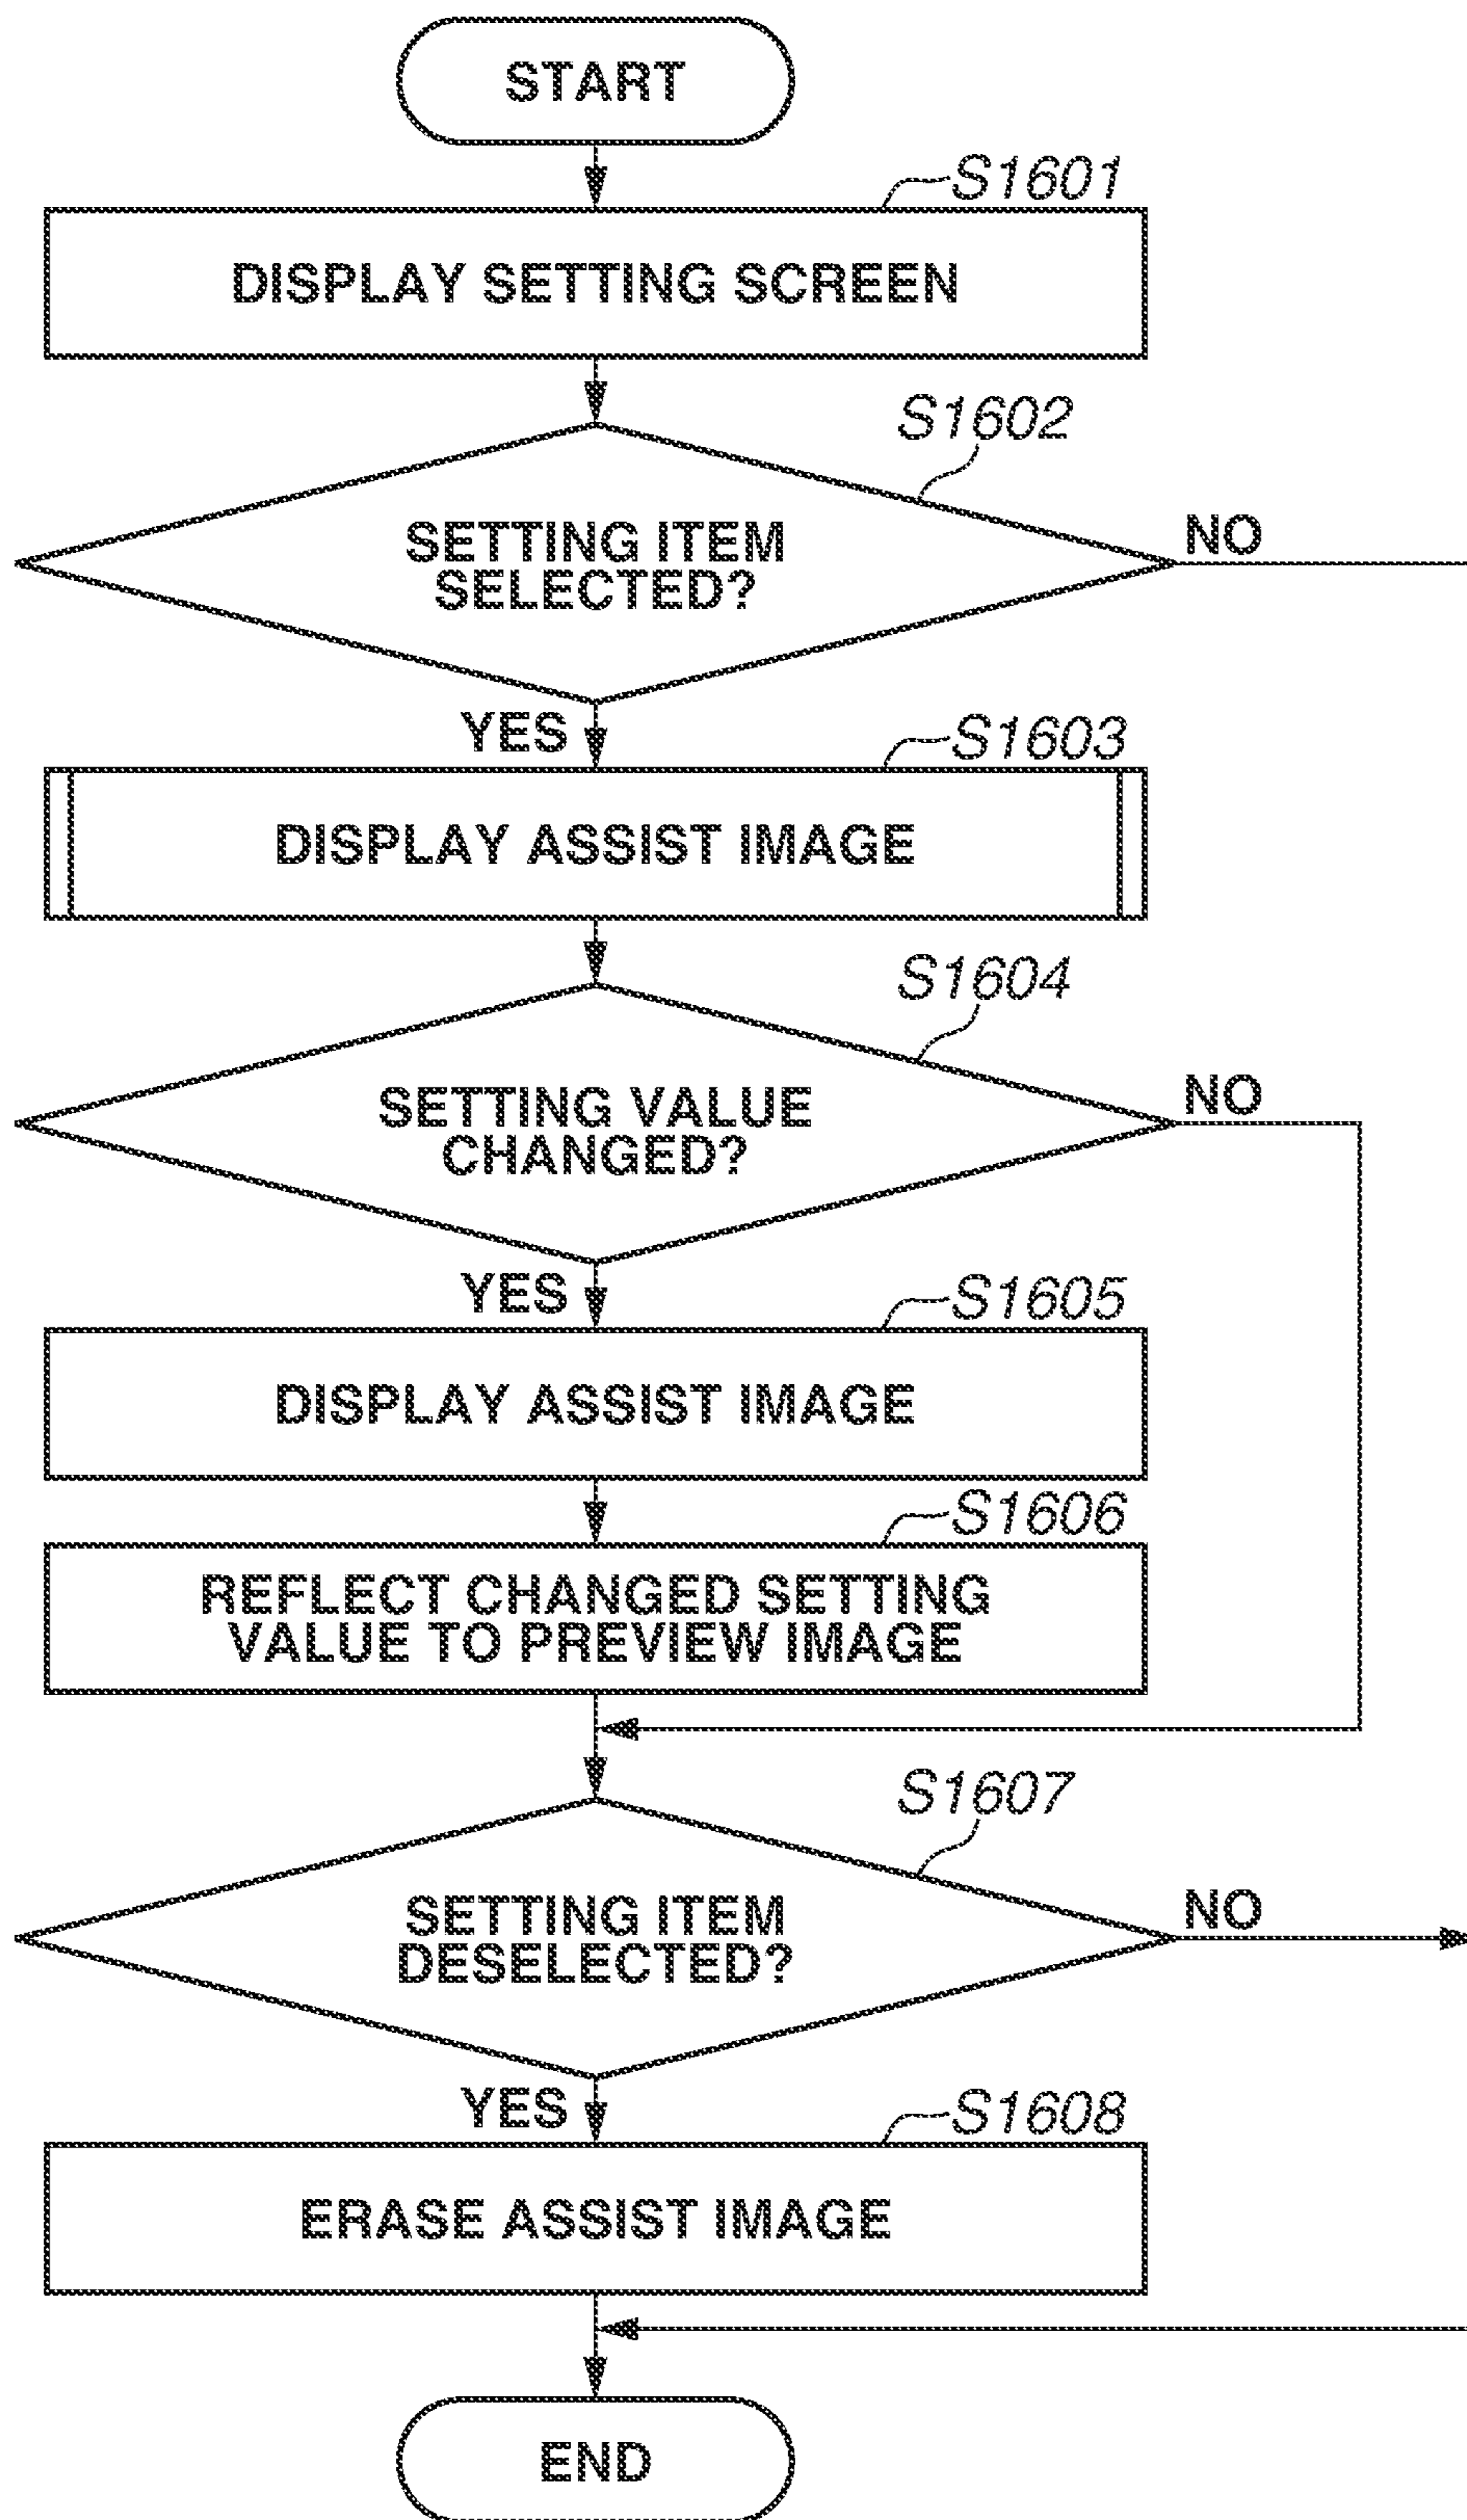 START
S1601
DISPLAY SETTING SCREEN
S1602
SETTING ITEM
SELECTED?
NO
YES
S1603
DISPLAY ASSIST IMAGE
S1604
SETTING VALUE
CHANGED?
NO
YES
S1605
DISPLAY ASSIST IMAGE
S1606
REFLECT CHANGED SETTING
VALUE TO PREVIEW IMAGE
S1607
SETTING ITEM
DESELECTED?
NO
YES
S1608
ERASE ASSIST IMAGE
END